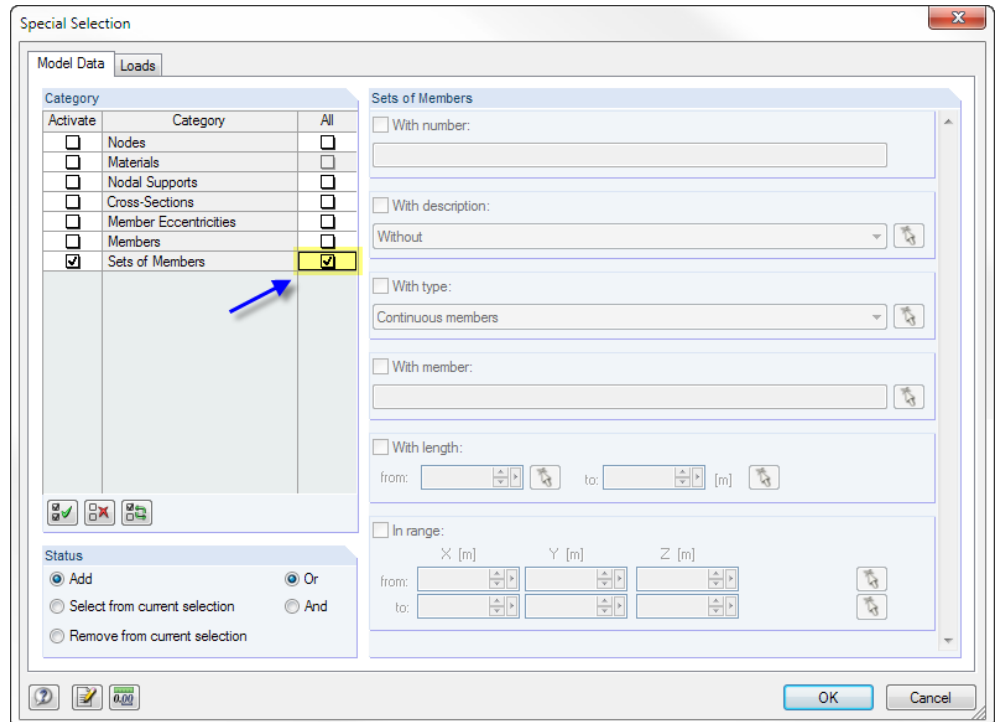 Special Selection
Model Data
Loads
Category
Activate Category All
Nodes
Materials
Nodal Supports
Cross-Sections
Member Eccentricities
Members
Sets of Members
Status
Add
Or
Select from current selection
And
Remove from current selection
Sets of Members
With number:
With description:
Without
With type:
Continuous members
With member:
With length:
from: to: [m]
In range:
X [m] Y [m] Z [m]
from:
to:
0.00
OK
Cancel